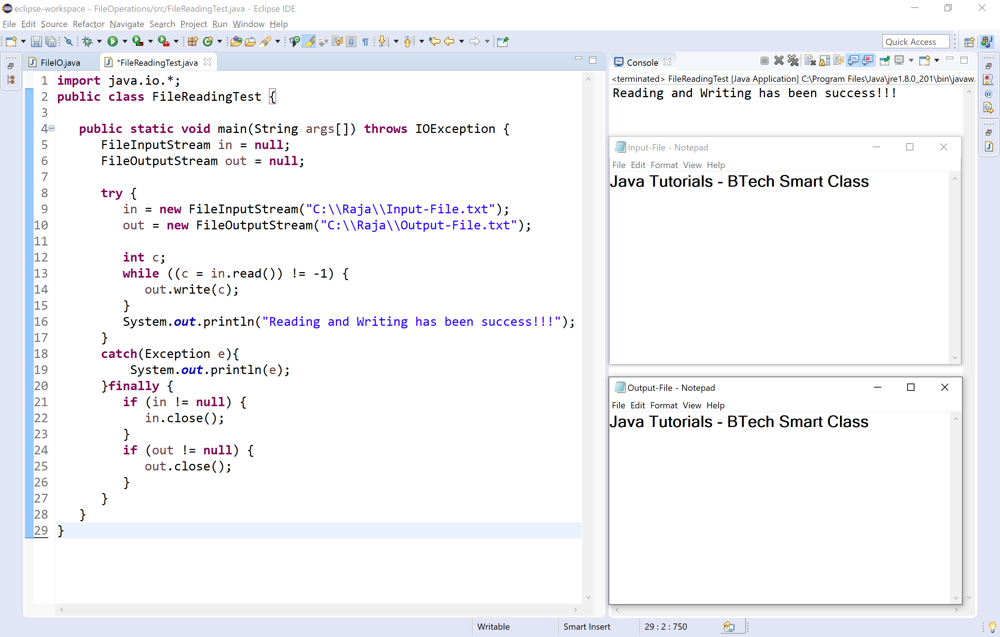 eclipse-workspace - FileOperations/src/FileReadingTest.java - Eclipse IDE
File Edit Source Refactor Navigate Search Project Run Window Help
Quick Access
FileIO.java
*FileReadingTest.java
1 import java.io.*;
2 public class FileReadingTest {
3
4 public static void main(String args[]) throws IOException {
5 FileInputStream in = null;
6 FileOutputStream out = null;
7
8 try {
9 in = new FileInputStream("C:\\Raja\\Input-File.txt");
10 out = new FileOutputStream("C:\\Raja\\Output-File.txt");
11
12 int c;
13 while ((c = in.read()) != -1) {
14 out.write(c);
15 }
16 System.out.println("Reading and Writing has been success!!!");
17 }
18 catch(Exception e){
19 System.out.println(e);
20 }finally {
21 if (in != null) {
22 in.close();
23 }
24 if (out != null) {
25 out.close();
26 }
27 }
28 }
29 }
Console
<terminated> FileReadingTest [Java Application] C:\Program Files\Java\jre1.8.0_201\bin\javaw.
Reading and Writing has been success!!!
Input-File - Notepad
File Edit Format View Help
Java Tutorials - BTech Smart Class
Output-File - Notepad
File Edit Format View Help
Java Tutorials - BTech Smart Class
Writable
Smart Insert
29 : 2 : 750